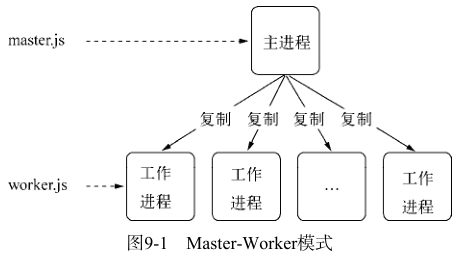 master.js
主进程
复制 复制 复制 复制
worker.js
工作
进程
工作
进程
...
工作
进程
图9-1 Master-Worker模式